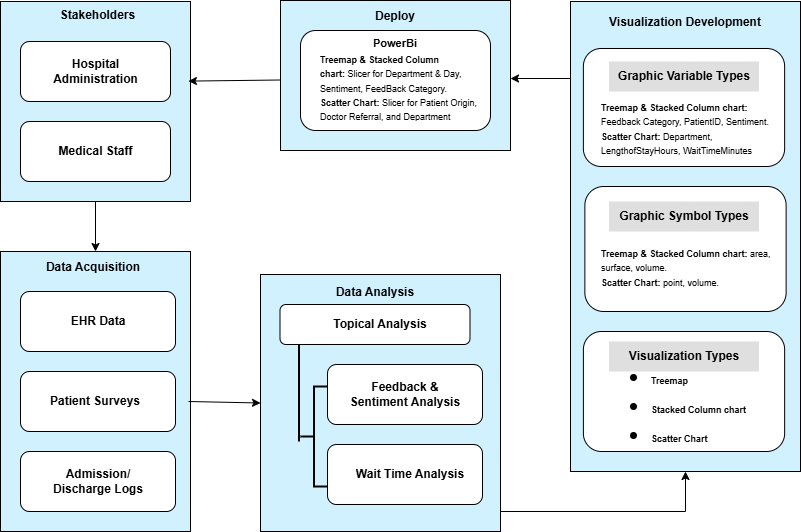 Stakeholders
Hospital
Administration
Medical Staff
Deploy
PowerBi
Treemap & Stacked Column
chart: Slicer for Department & Day,
Sentiment, FeedBack Category.
Scatter Chart: Slicer for Patient Origin,
Doctor Referral, and Department
Visualization Development
Graphic Variable Types
Treemap & Stacked Column chart:
Feedback Category, PatientID, Sentiment.
Scatter Chart: Department,
LengthofStayHours, WaitTimeMinutes
Graphic Symbol Types
Treemap & Stacked Column chart: area,
surface, volume.
Scatter Chart: point, volume.
Visualization Types
Treemap
Stacked Column chart
Scatter Chart
Data Acquisition
EHR Data
Patient Surveys
Admission/
Discharge Logs
Data Analysis
Topical Analysis
Feedback &
Sentiment Analysis
Wait Time Analysis